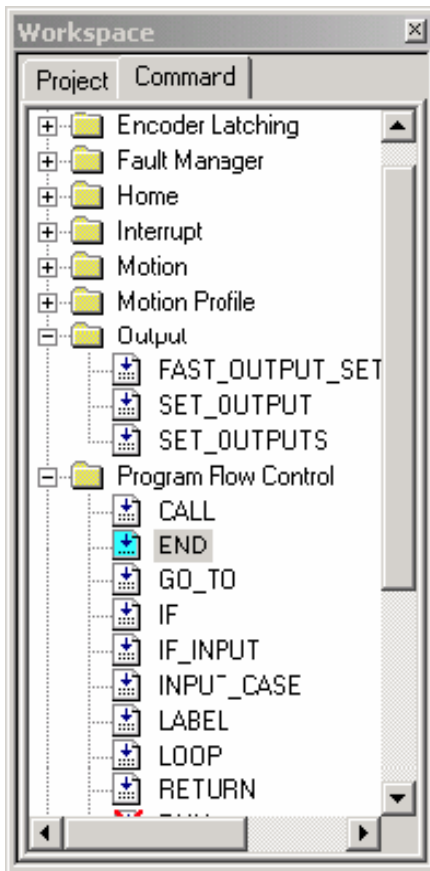 Workspace
Project Command
Encoder Latching
Fault Manager
Home
Interrupt
Motion
Motion Profile
Output
FAST_OUTPUT_SET
SET_OUTPUT
SET_OUTPUTS
Program Flow Control
CALL
END
GO_TO
IF
IF_INPUT
INPUT_CASE
LABEL
LOOP
RETURN